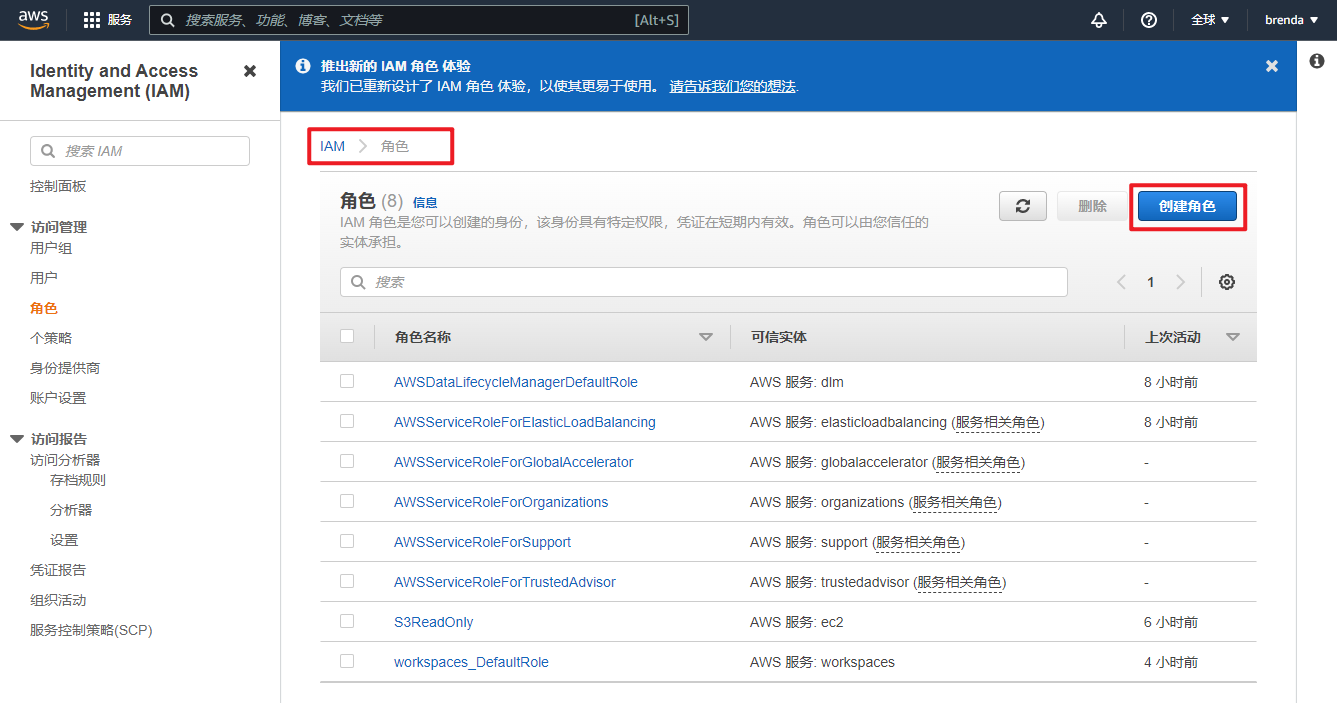 aws
服务
搜索服务、功能、博客、文档等
[Alt+S]
全球
brenda
Identity and Access
Management (IAM)
搜索 IAM
控制面板
访问管理
用户组
用户
角色
个策略
身份提供商
账户设置
访问报告
访问分析器
存档规则
分析器
设置
凭证报告
组织活动
服务控制策略(SCP)
推出新的 IAM 角色 体验
我们已重新设计了 IAM 角色 体验，以使其更易于使用。 请告诉我们您的想法.
IAM 角色
角色 (8) 信息
IAM 角色是您可以创建的身份，该身份具有特定权限，凭证在短期内有效。角色可以由您信任的
实体承担。
删除
创建角色
搜索
1
角色名称 可信实体 上次活动
AWSDataLifecycleManagerDefaultRole AWS 服务: dlm 8 小时前
AWSServiceRoleForElasticLoadBalancing AWS 服务: elasticloadbalancing (服务相关角色) 8 小时前
AWSServiceRoleForGlobalAccelerator AWS 服务: globalaccelerator (服务相关角色) -
AWSServiceRoleForOrganizations AWS 服务: organizations (服务相关角色) -
AWSServiceRoleForSupport AWS 服务: support (服务相关角色) -
AWSServiceRoleForTrustedAdvisor AWS 服务: trustedadvisor (服务相关角色) -
S3ReadOnly AWS 服务: ec2 6 小时前
workspaces_DefaultRole AWS 服务: workspaces 4 小时前